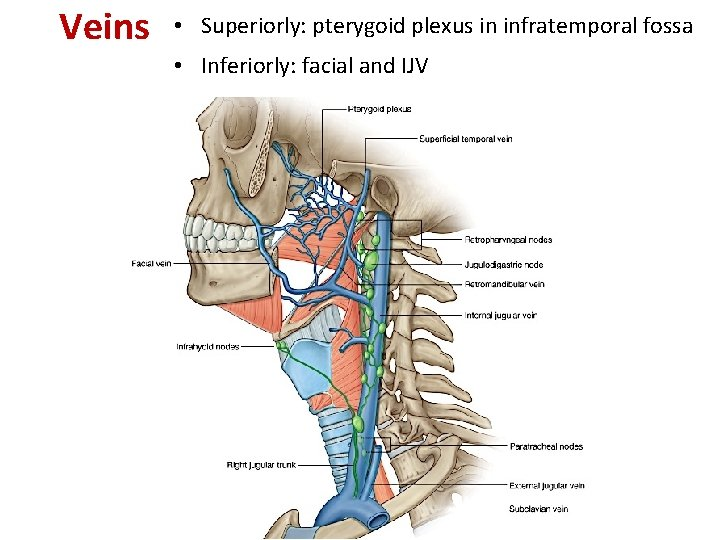 Veins
• Superiorly: pterygoid plexus in infratemporal fossa
• Inferiorly: facial and IJV
Pterygoid plexus
Superficial temporal vein
Retropharyngeal nodes
Facial vein
Jugulodigastric node
Retromandibular vein
Internal jugular vein
Infrahyoid nodes
Paratracheal nodes
Right jugular trunk
External jugular vein
Subclavian vein